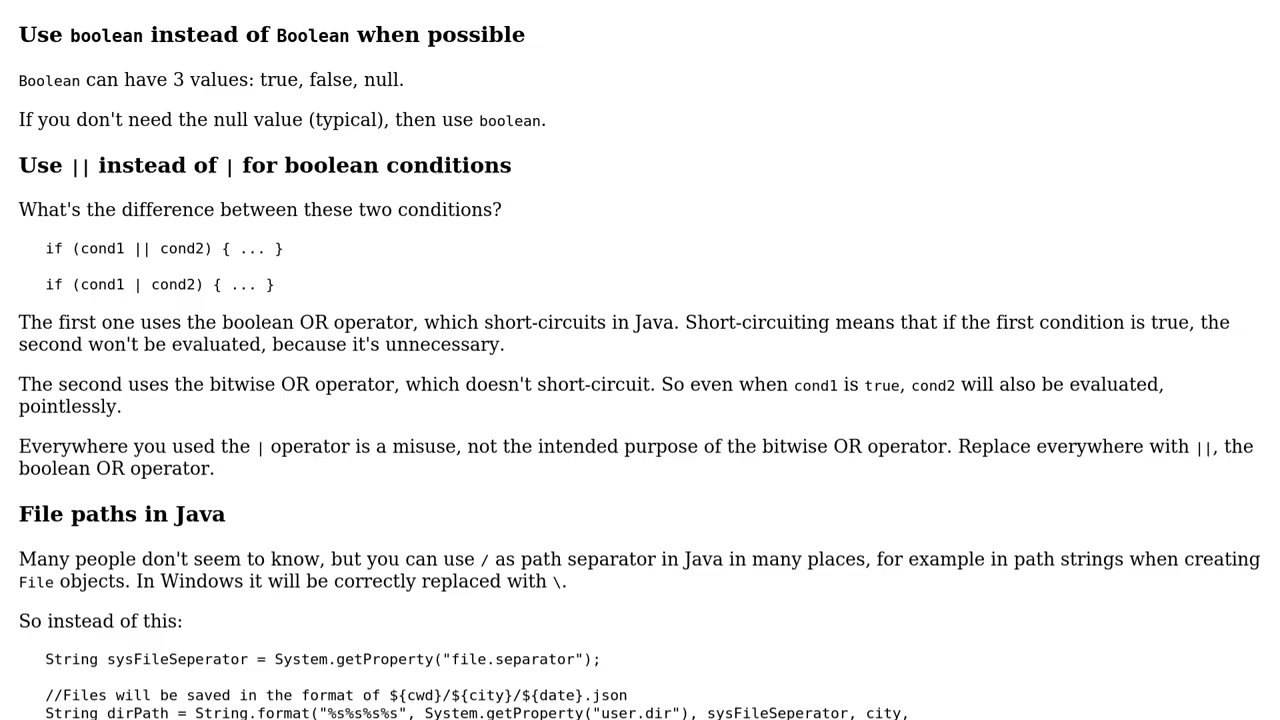 Use boolean instead of Boolean when possible
Boolean can have 3 values: true, false, null.
If you don't need the null value (typical), then use boolean.
Use || instead of | for boolean conditions
What's the difference between these two conditions?
if (cond1 || cond2) { ... }
if (cond1 | cond2) { ... }
The first one uses the boolean OR operator, which short-circuits in Java. Short-circuiting means that if the first condition is true, the
second won't be evaluated, because it's unnecessary.
The second uses the bitwise OR operator, which doesn't short-circuit. So even when cond1 is true, cond2 will also be evaluated,
pointlessly.
Everywhere you used the | operator is a misuse, not the intended purpose of the bitwise OR operator. Replace everywhere with ||, the
boolean OR operator.
File paths in Java
Many people don't seem to know, but you can use / as path separator in Java in many places, for example in path strings when creating
File objects. In Windows it will be correctly replaced with \.
So instead of this:
String sysFileSeperator = System.getProperty("file.separator");
//Files will be saved in the format of ${cwd}/${city}/${date}.json
String dirPath = String.format("%s%s%s%s", System.getProperty("user.dir"), sysFileSeperator, city,